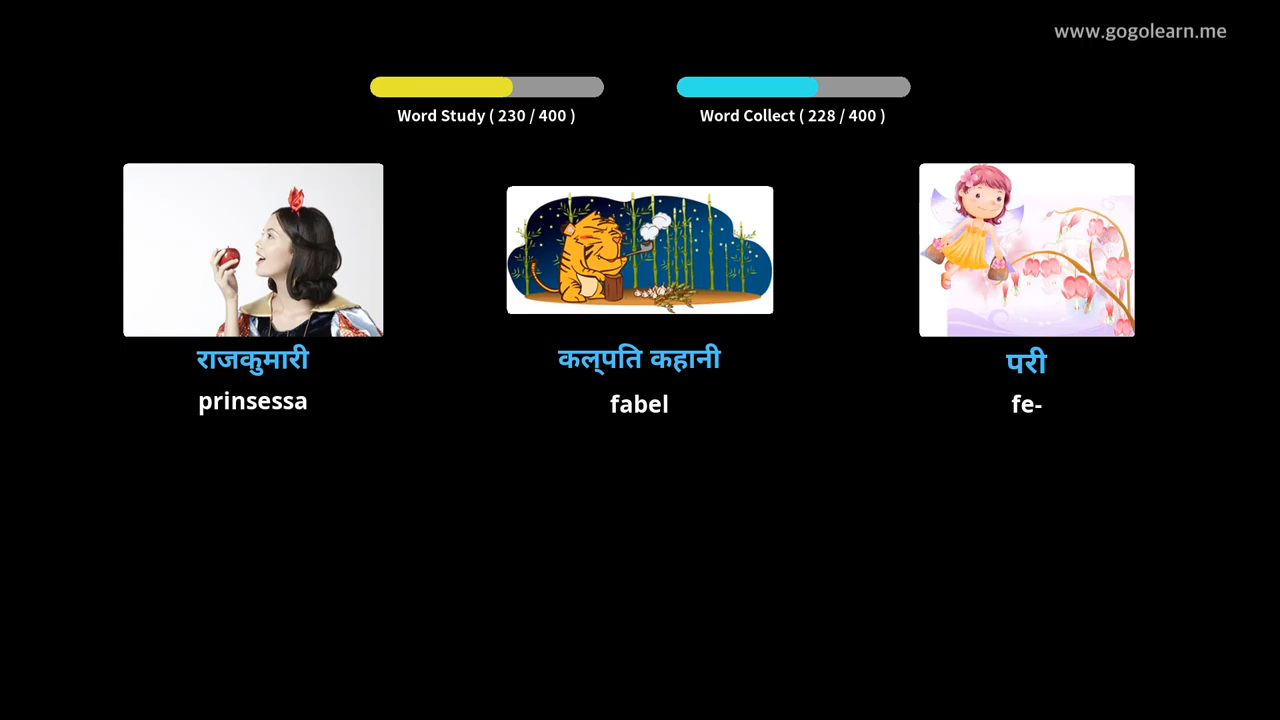 www.gogolearn.me
Word Study ( 230 / 400 )
Word Collect ( 228 / 400 )
राजकुमारी
कल्पति कहानी
परी
prinsessa
fabel
fe-